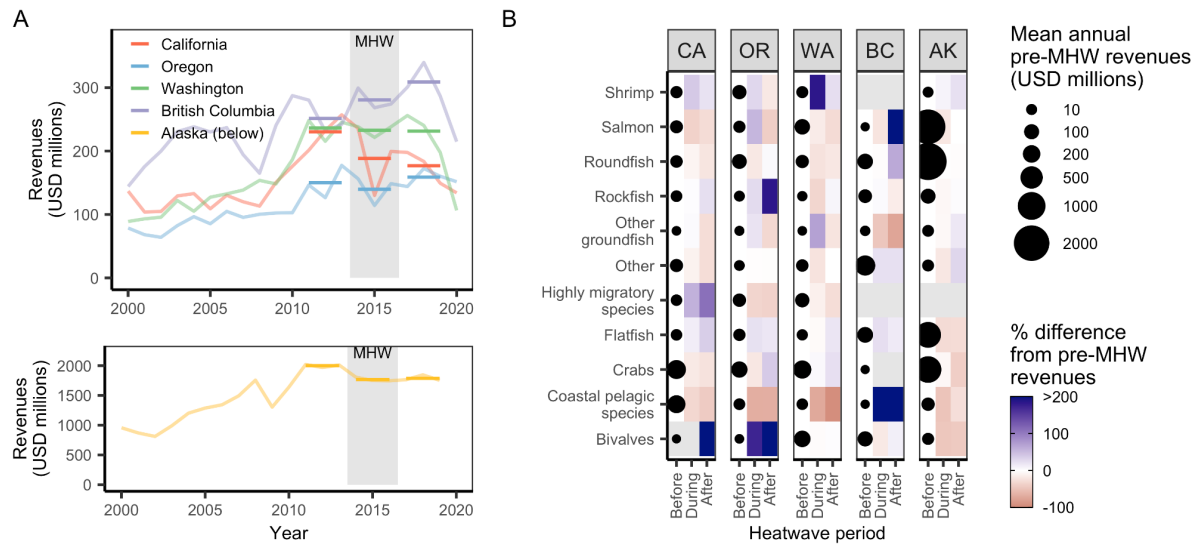 A
Revenues
(USD millions)
300
200
100
0
California
Oregon
Washington
British Columbia
Alaska (below)
MHW
2000
2005
2010
2015
2020
Revenues
(USD millions)
2000
1500
1000
500
0
MHW
2000
2005
2010
2015
2020
Year
B
CA
OR
WA
BC
AK
Shrimp
Salmon
Roundfish
Rockfish
Other
groundfish
Other
Highly migratory
species
Flatfish
Crabs
Coastal pelagic
species
Bivalves
Before
During
After
Before
During
After
Before
During
After
Before
During
After
Before
During
After
Heatwave period
Mean annual
pre-MHW revenues
(USD millions)
10
100
200
500
1000
2000
% difference
from pre-MHW
revenues
>200
100
0
-100